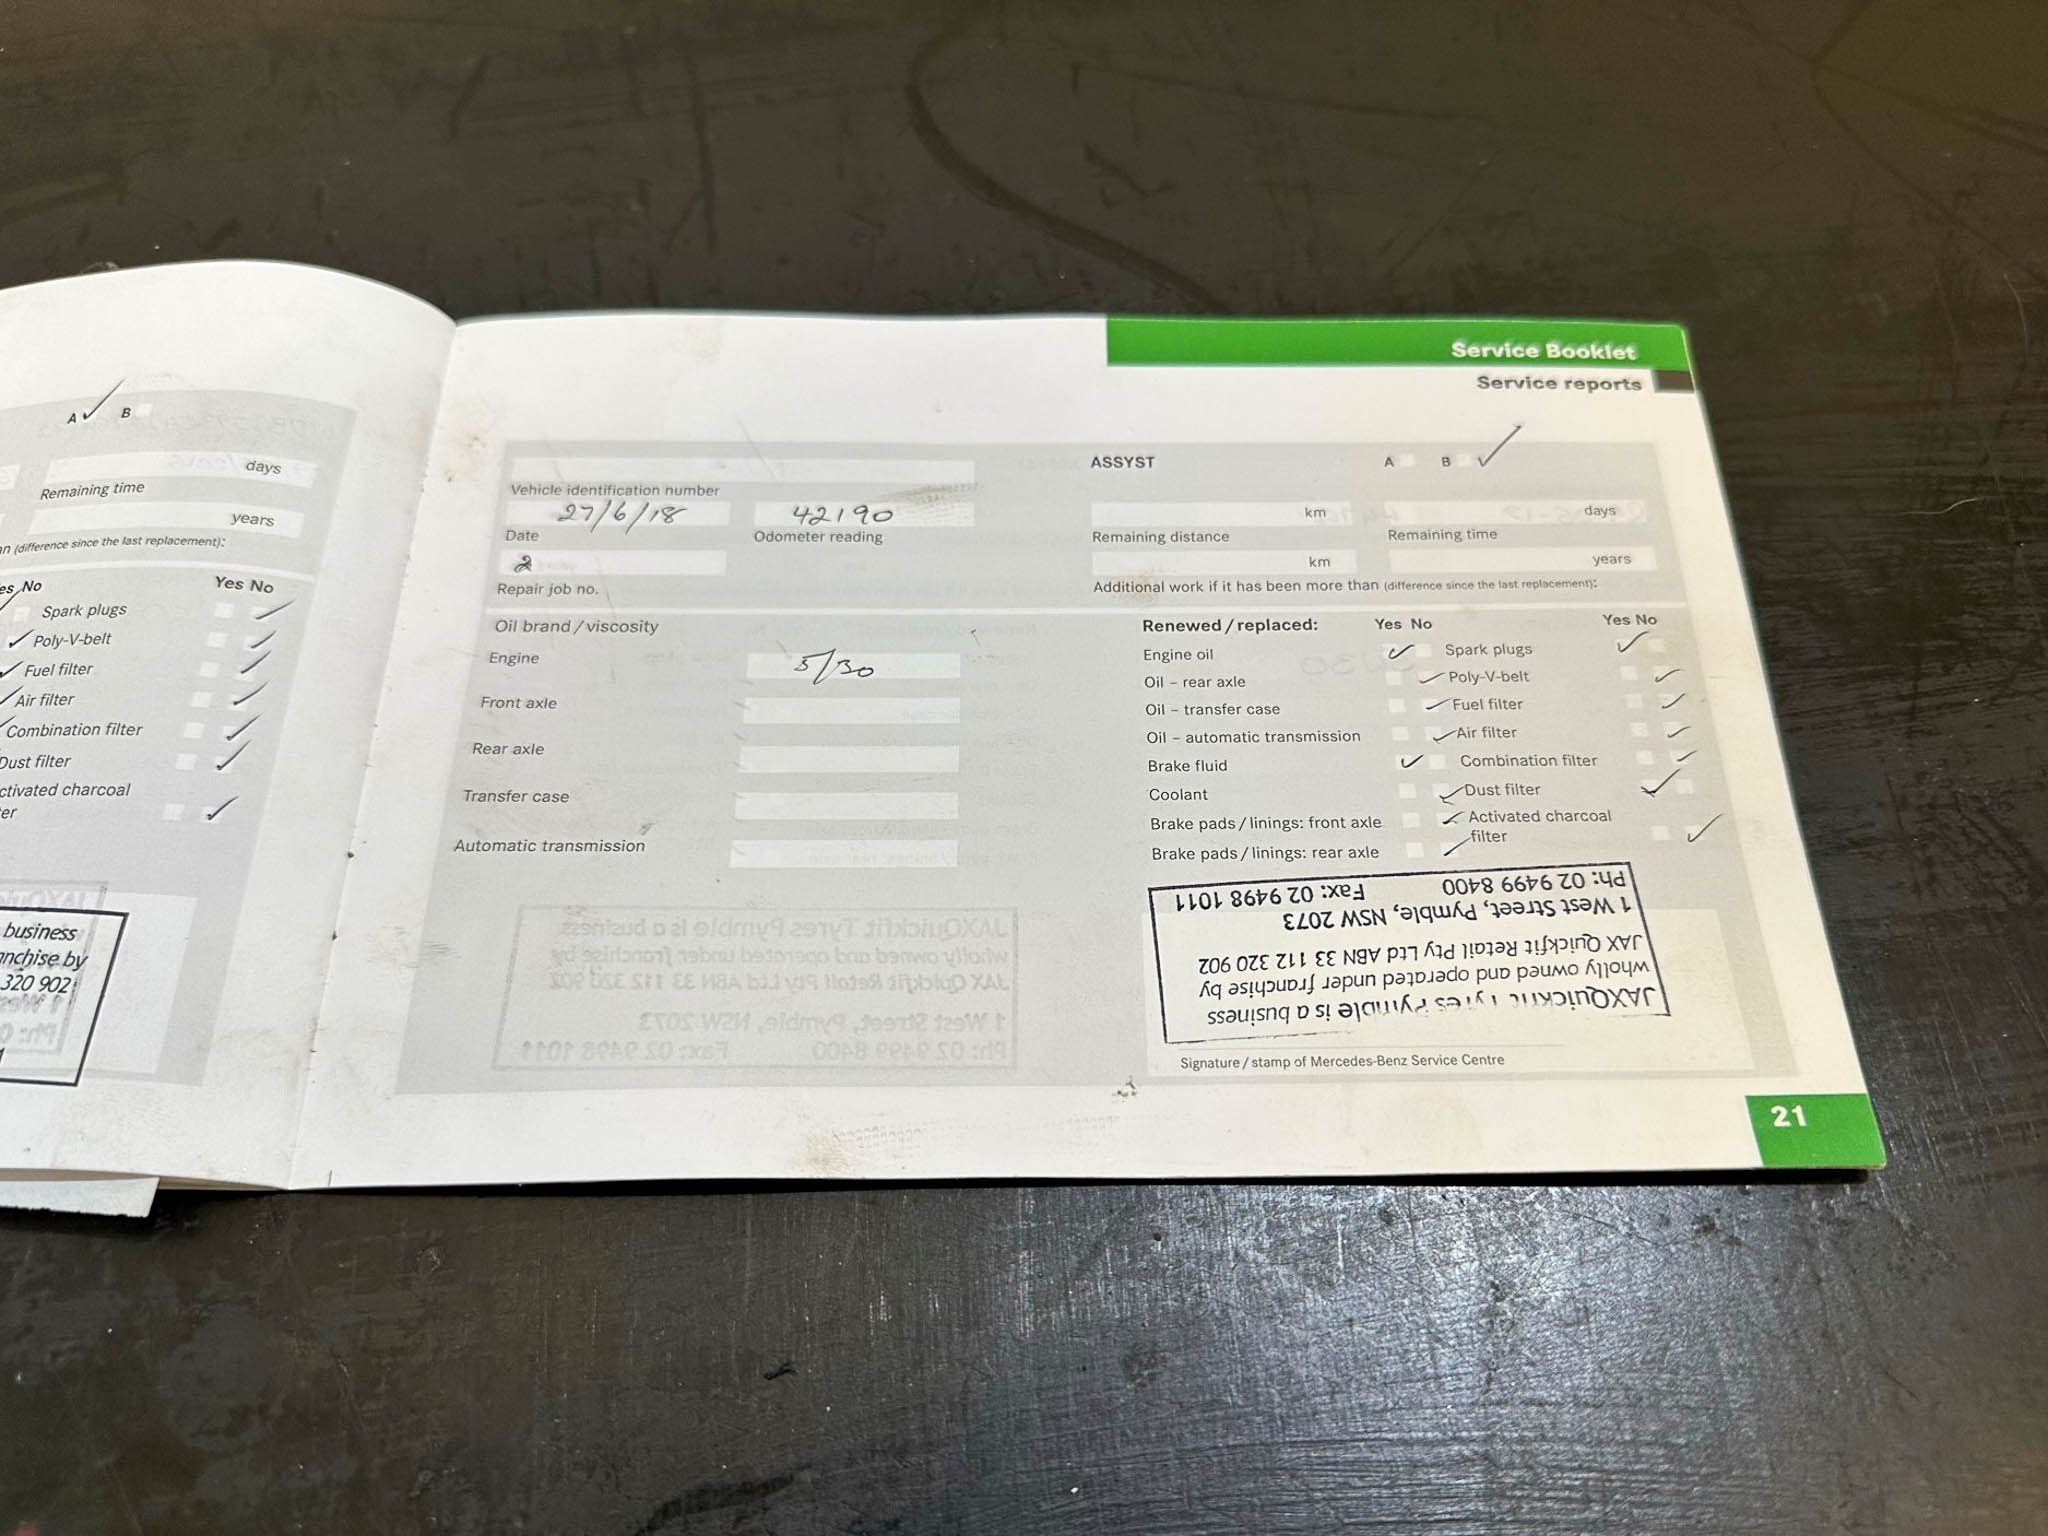 A ✓ B
days
Remaining time
years
(difference since the last replacement):
No
Yes No
Spark plugs
Poly-V-belt
Fuel filter
Air filter
Combination filter
Dust filter
business
by
320 902
Service Booklet
Service reports
ASSYST A B ✓
Vehicle identification number
27/6/18 42190 km days
Date Odometer reading Remaining distance Remaining time
2 km years
Repair job no. Additional work if it has been more than (difference since the last replacement):
Oil brand / viscosity Renewed / replaced: Yes No Yes No
Engine 5/30 Engine oil ✓ Spark plugs ✓
Oil – rear axle ✓ Poly-V-belt ✓
Front axle Oil – transfer case ✓ Fuel filter ✓
Rear axle Oil – automatic transmission ✓ Air filter ✓
Brake fluid ✓ Combination filter ✓
Transfer case Coolant ✓ Dust filter ✓
Brake pads / linings: front axle ✓ Activated charcoal filter ✓
Automatic transmission Brake pads / linings: rear axle ✓
JAXQuickfit Tyres Pymble is a business
wholly owned and operated under franchise by
JAX Quickfit Retail Pty Ltd ABN 33 112 320 902
1 West Street, Pymble, NSW 2073
Ph: 02 9499 8400 Fax: 02 9498 1011
Signature / stamp of Mercedes-Benz Service Centre
21